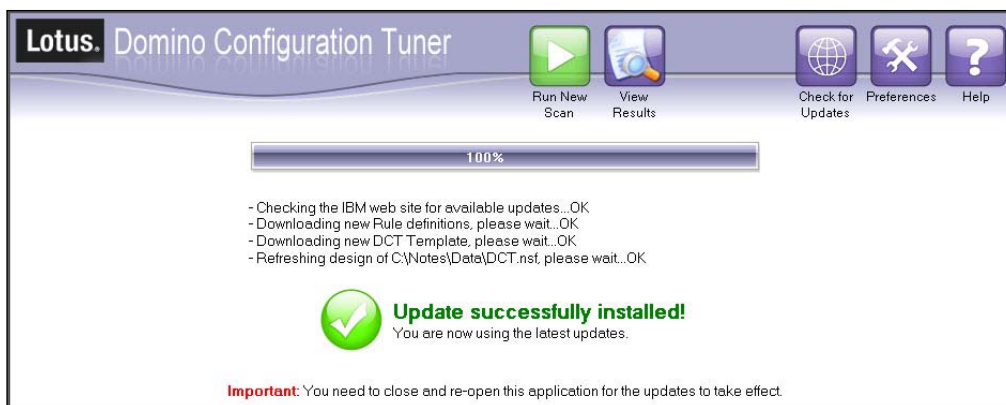 Lotus. Domino Configuration Tuner
Run New Scan
View Results
Check for Updates
Preferences
Help
100%
- Checking the IBM web site for available updates...OK
- Downloading new Rule definitions, please wait...OK
- Downloading new DCT Template, please wait...OK
- Refreshing design of C:\Notes\Data\DCT.nsf, please wait...OK
Update successfully installed!
You are now using the latest updates.
Important: You need to close and re-open this application for the updates to take effect.